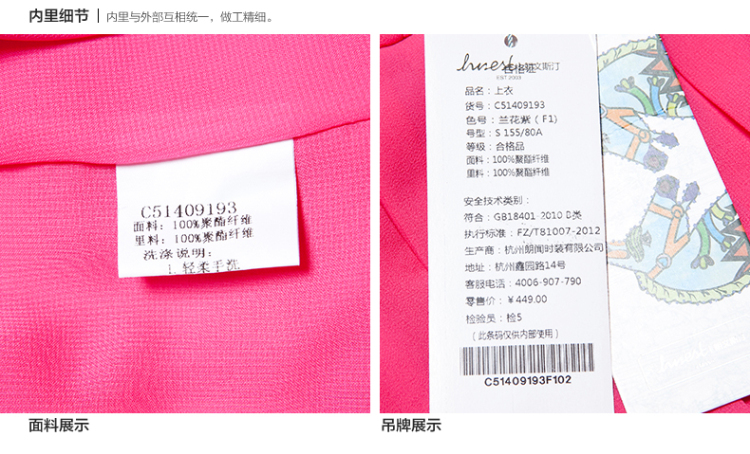 内里细节 | 内里与外部互相统一，做工精细。
C51409193
面料：100%聚酯纤维
里料：100%聚酯纤维
洗涤说明：
1.轻柔手洗
合格证
EST 2003
品名：上衣
货号：C51409193
色号：兰花紫（F1）
号型：S 155/80A
等级：合格品
面料：100%聚酯纤维
里料：100%聚酯纤维
安全技术类别：
符合：GB18401-2010 B类
执行标准：FZ/T81007-2012
生产商：杭州朗闻时装有限公司
地址：杭州鑫园路14号
客服电话：4006-907-790
零售价：￥449.00
检验员：检5
（此条码仅供内部使用）
C51409193F102
面料展示
吊牌展示